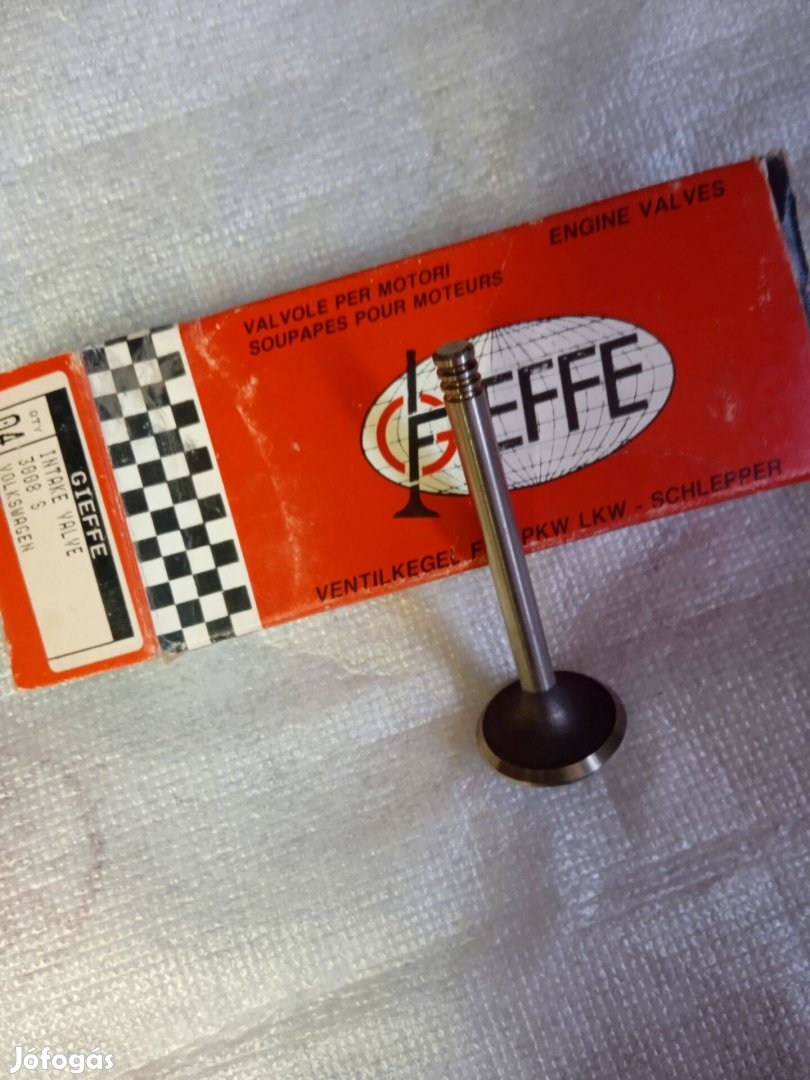 ENGINE VALVES
VALVOLE PER MOTORI
SOUPAPES POUR MOTEURS
GIEFFE
VENTILKEGEL PKW LKW - SCHLEPPER
GIEFFE
QTY INTAKE VALVE
04 3008 S
VOLKSWAGEN
Jófogás